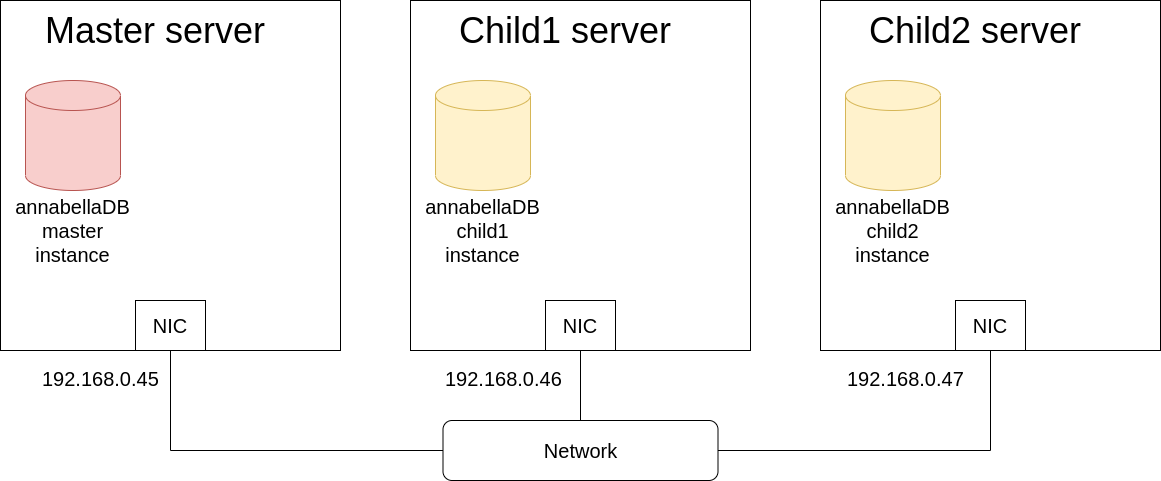 Master server
annabellaDB
master
instance
NIC
192.168.0.45
Child1 server
annabellaDB
child1
instance
NIC
192.168.0.46
Child2 server
annabellaDB
child2
instance
NIC
192.168.0.47
Network